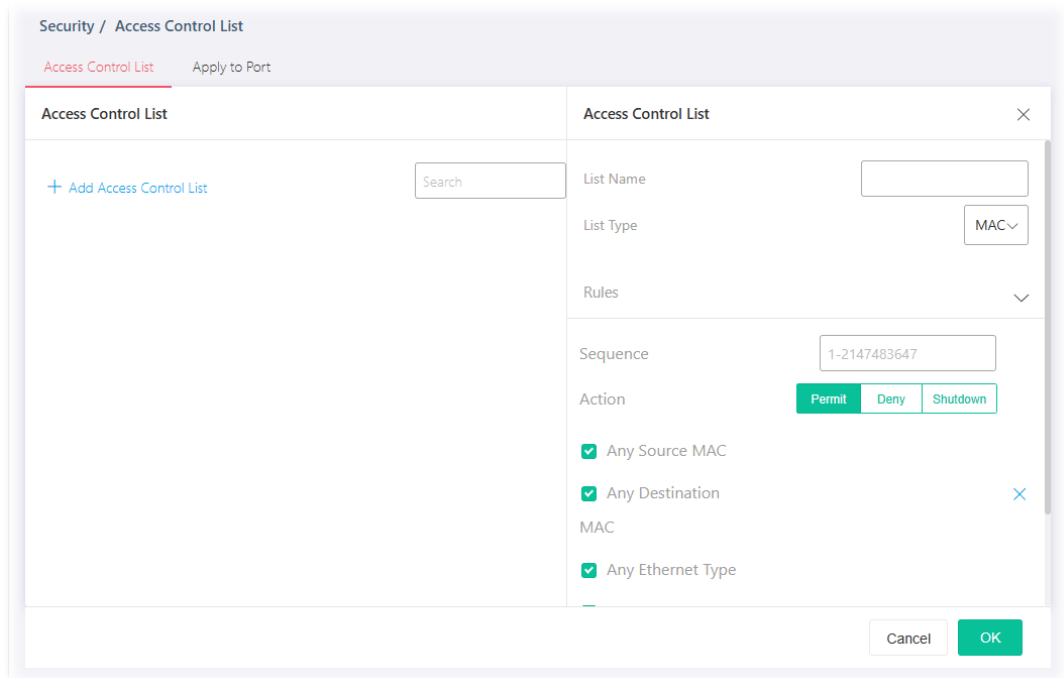 Security / Access Control List
Access Control List
Apply to Port
Access Control List
+ Add Access Control List
Search
Access Control List
List Name
List Type
MAC
Rules
Sequence
1-2147483647
Action
Permit
Deny
Shutdown
Any Source MAC
Any Destination
MAC
Any Ethernet Type
Cancel
OK